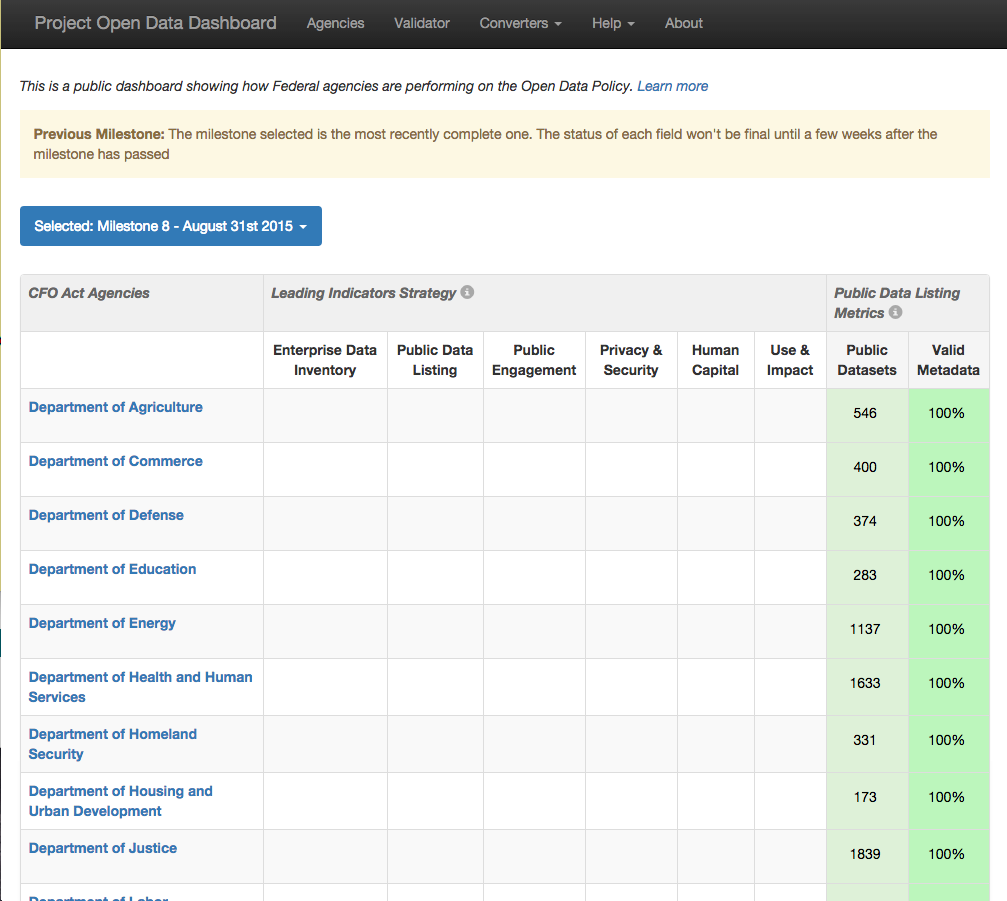 Project Open Data Dashboard Agencies Validator Converters Help About
This is a public dashboard showing how Federal agencies are performing on the Open Data Policy. Learn more
Previous Milestone: The milestone selected is the most recently complete one. The status of each field won't be final until a few weeks after the
milestone has passed
Selected: Milestone 8 - August 31st 2015
CFO Act Agencies Leading Indicators Strategy Public Data Listing
Metrics
Enterprise Data Public Data Public Privacy & Human Use & Public Valid
Inventory Listing Engagement Security Capital Impact Datasets Metadata
Department of Agriculture 546 100%
Department of Commerce 400 100%
Department of Defense 374 100%
Department of Education 283 100%
Department of Energy 1137 100%
Department of Health and Human
Services 1633 100%
Department of Homeland
Security 331 100%
Department of Housing and
Urban Development 173 100%
Department of Justice 1839 100%
Department of Labor